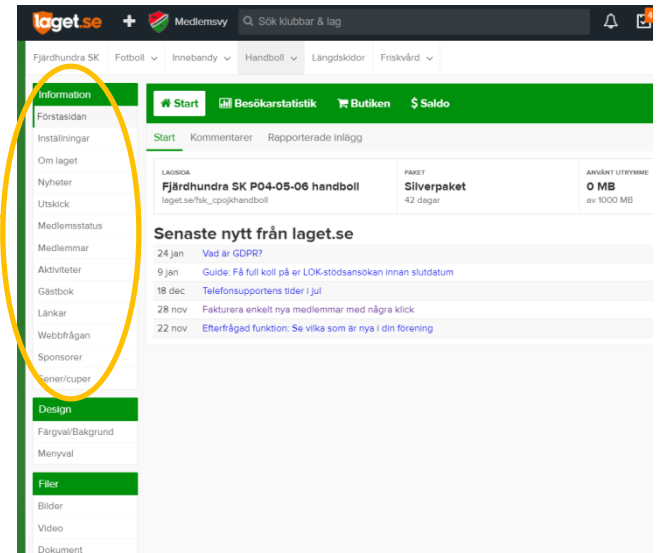 laget.se + Medlemsvy Sök klubbar & lag 4
Fjärdhundra SK Fotboll Innebandy Handboll Längdskidor Friskvård
Information
Förstasidan
Inställningar
Om laget
Nyheter
Utskick
Medlemsstatus
Medlemmar
Aktiviteter
Gästbok
Länkar
Webbfrågan
Sponsorer
Serier/cuper
Design
Färgval/Bakgrund
Menyval
Filer
Bilder
Video
Dokument
Start Besökarstatistik Butiken $ Saldo
Start Kommentarer Rapporterade inlägg
LAGSIDA
Fjärdhundra SK P04-05-06 handboll
laget.se/fsk_cpojkhandboll
PAKET
Silverpaket
42 dagar
ANVÄNT UTRYMME
0 MB
av 1000 MB
Senaste nytt från laget.se
24 jan Vad är GDPR?
9 jan Guide: Få full koll på er LOK-stödsansökan innan slutdatum
18 dec Telefonsupportens tider i jul
28 nov Fakturera enkelt nya medlemmar med några klick
22 nov Efterfrågad funktion: Se vilka som är nya i din förening